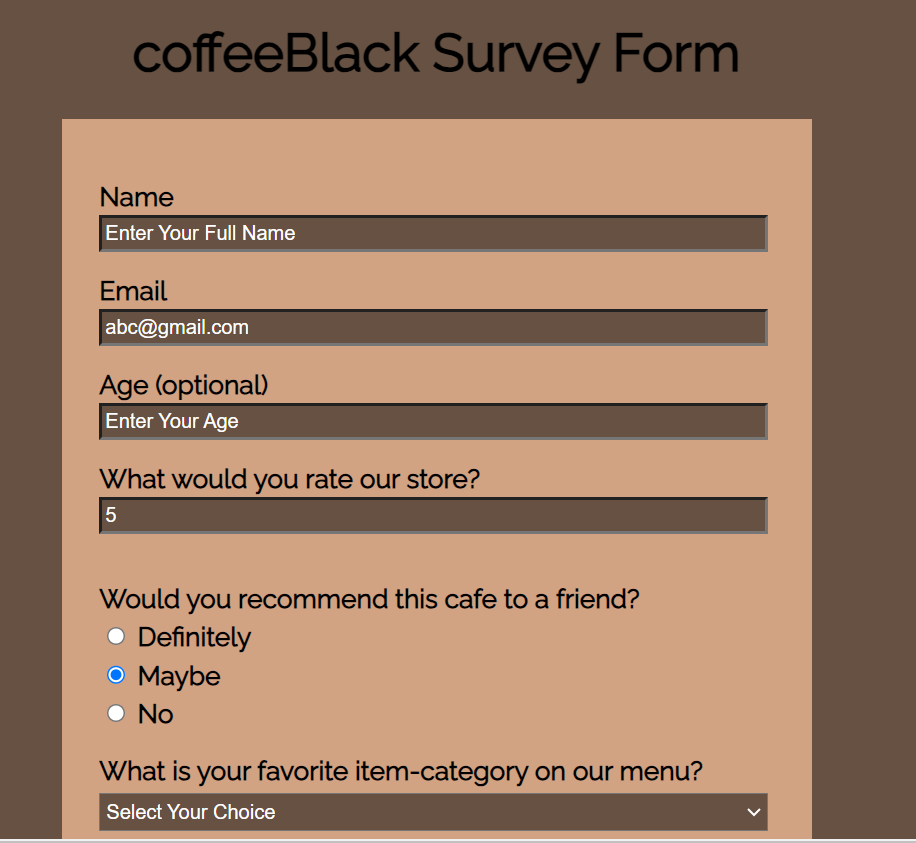 coffeeBlack Survey Form
Name
Enter Your Full Name
Email
abc@gmail.com
Age (optional)
Enter Your Age
What would you rate our store?
5
Would you recommend this cafe to a friend?
Definitely
Maybe
No
What is your favorite item-category on our menu?
Select Your Choice